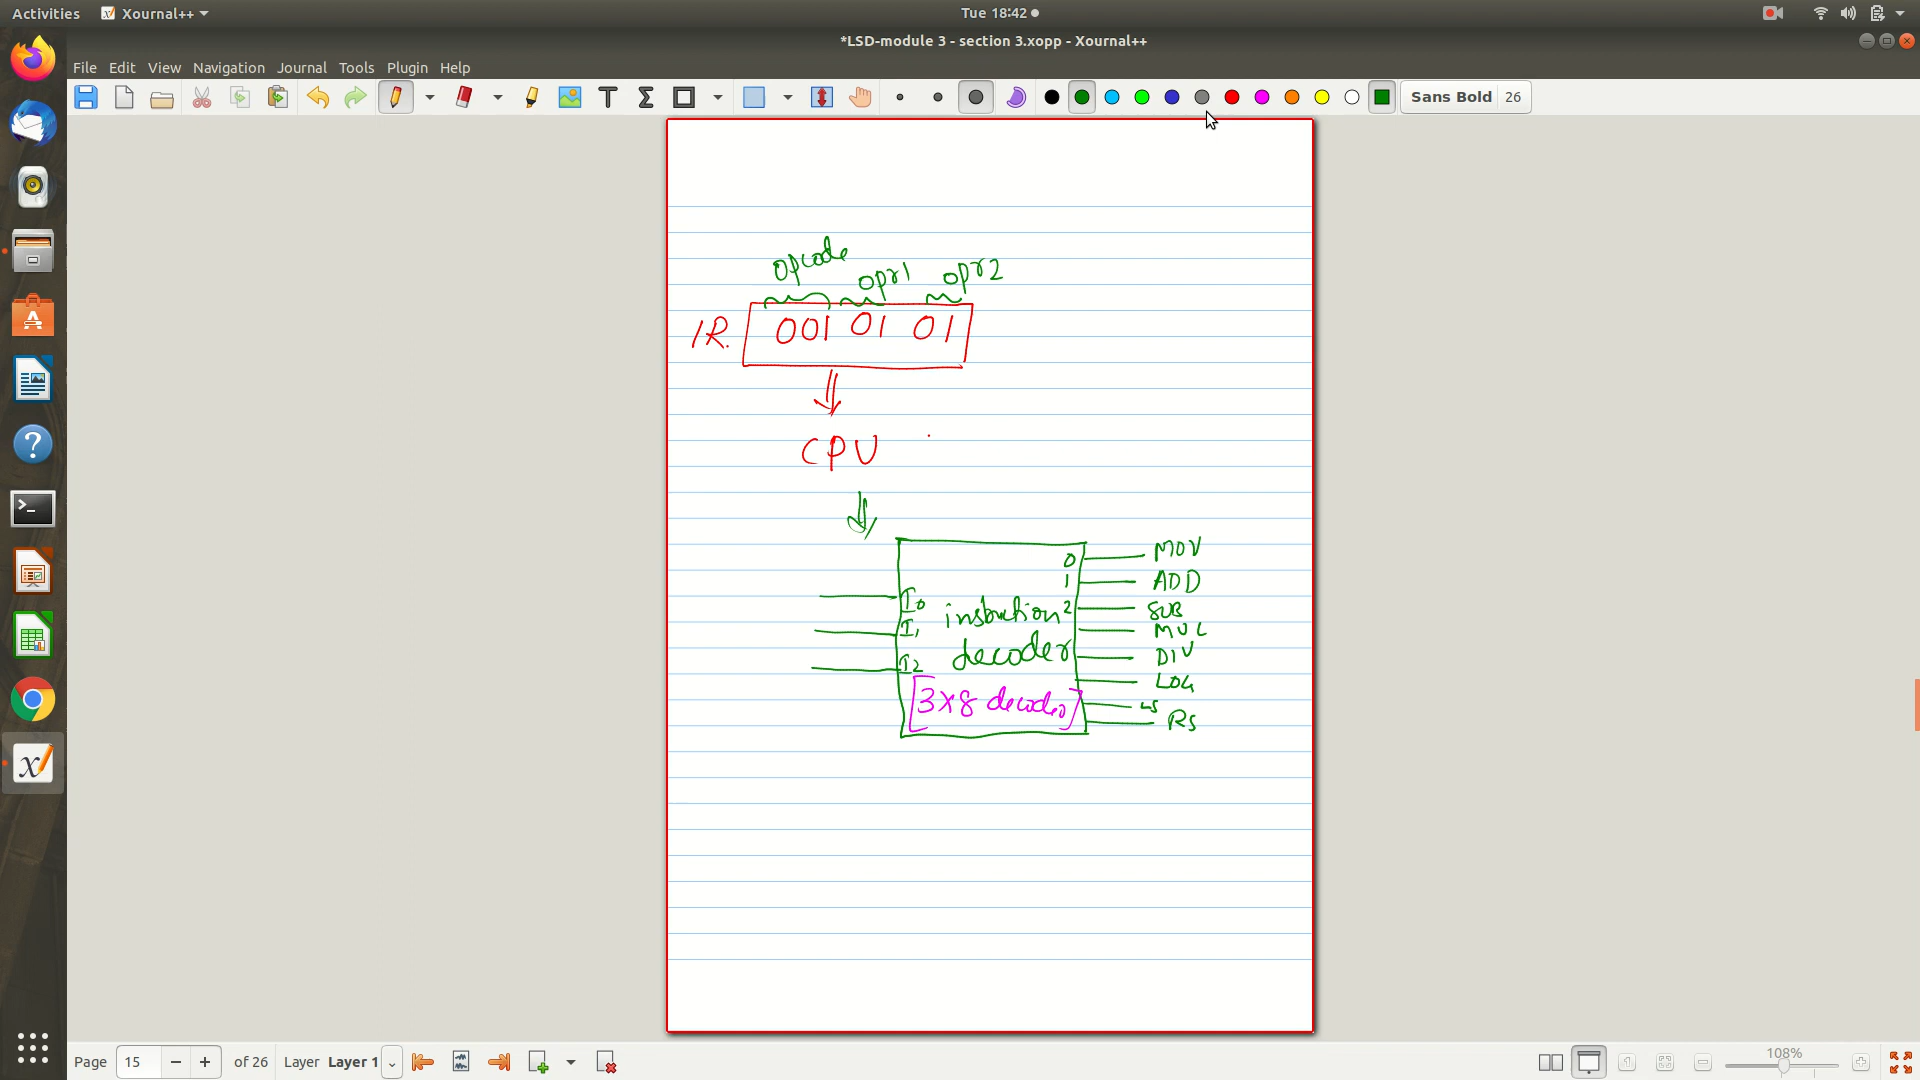 Activities Xournal++ Tue 18:42
*LSD-module 3 - section 3.xopp - Xournal++
File Edit View Navigation Journal Tools Plugin Help
Sans Bold 26
opcode opr1 opr2
IR. 001 01 01
CPU
0 MOV
1 ADD
I0 instruction 2 SUB
I1 MUL
decoder DIV
I2 LOG
[3x8 decoder] LS
RS
Page 15 of 26 Layer Layer 1 108%